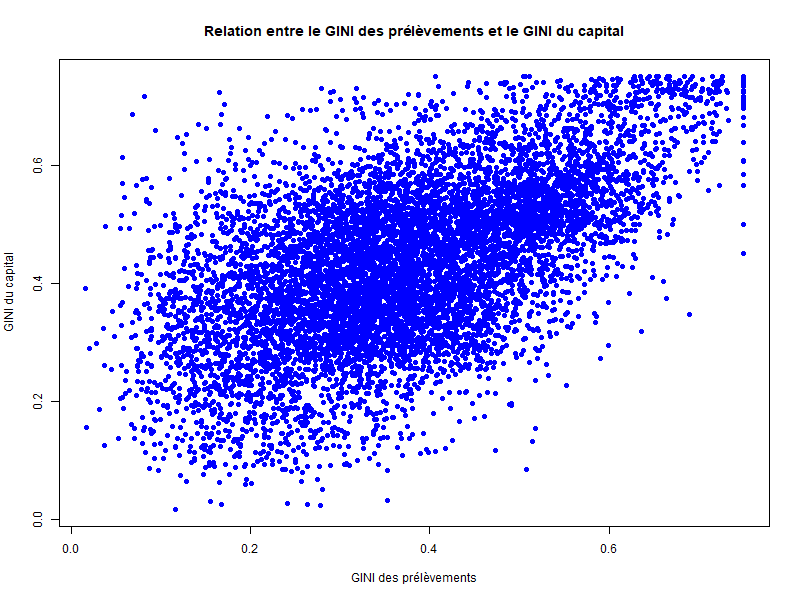 Relation entre le GINI des prélèvements et le GINI du capital
GINI du capital
0.6
0.4
0.2
0.0
0.0 0.2 0.4 0.6
GINI des prélèvements